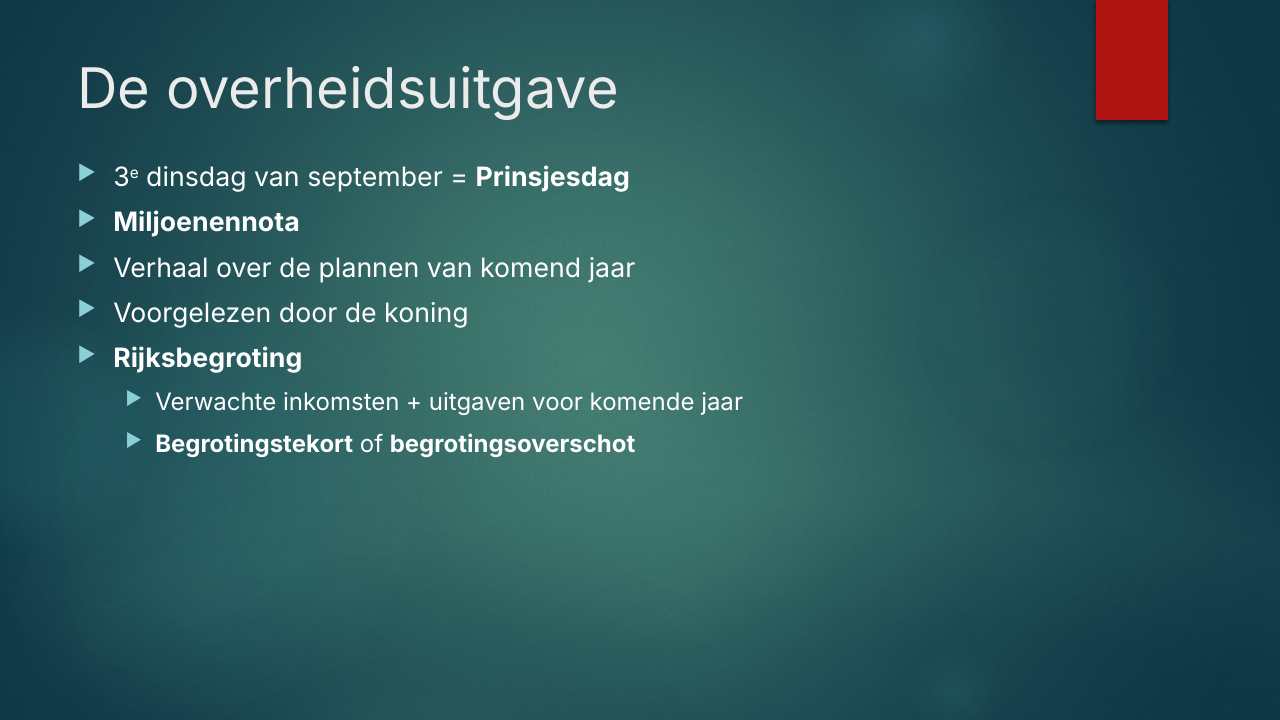 De overheidsuitgave
3e dinsdag van september = Prinsjesdag
Miljoenennota
Verhaal over de plannen van komend jaar
Voorgelezen door de koning
Rijksbegroting
Verwachte inkomsten + uitgaven voor komende jaar
Begrotingstekort of begrotingsoverschot